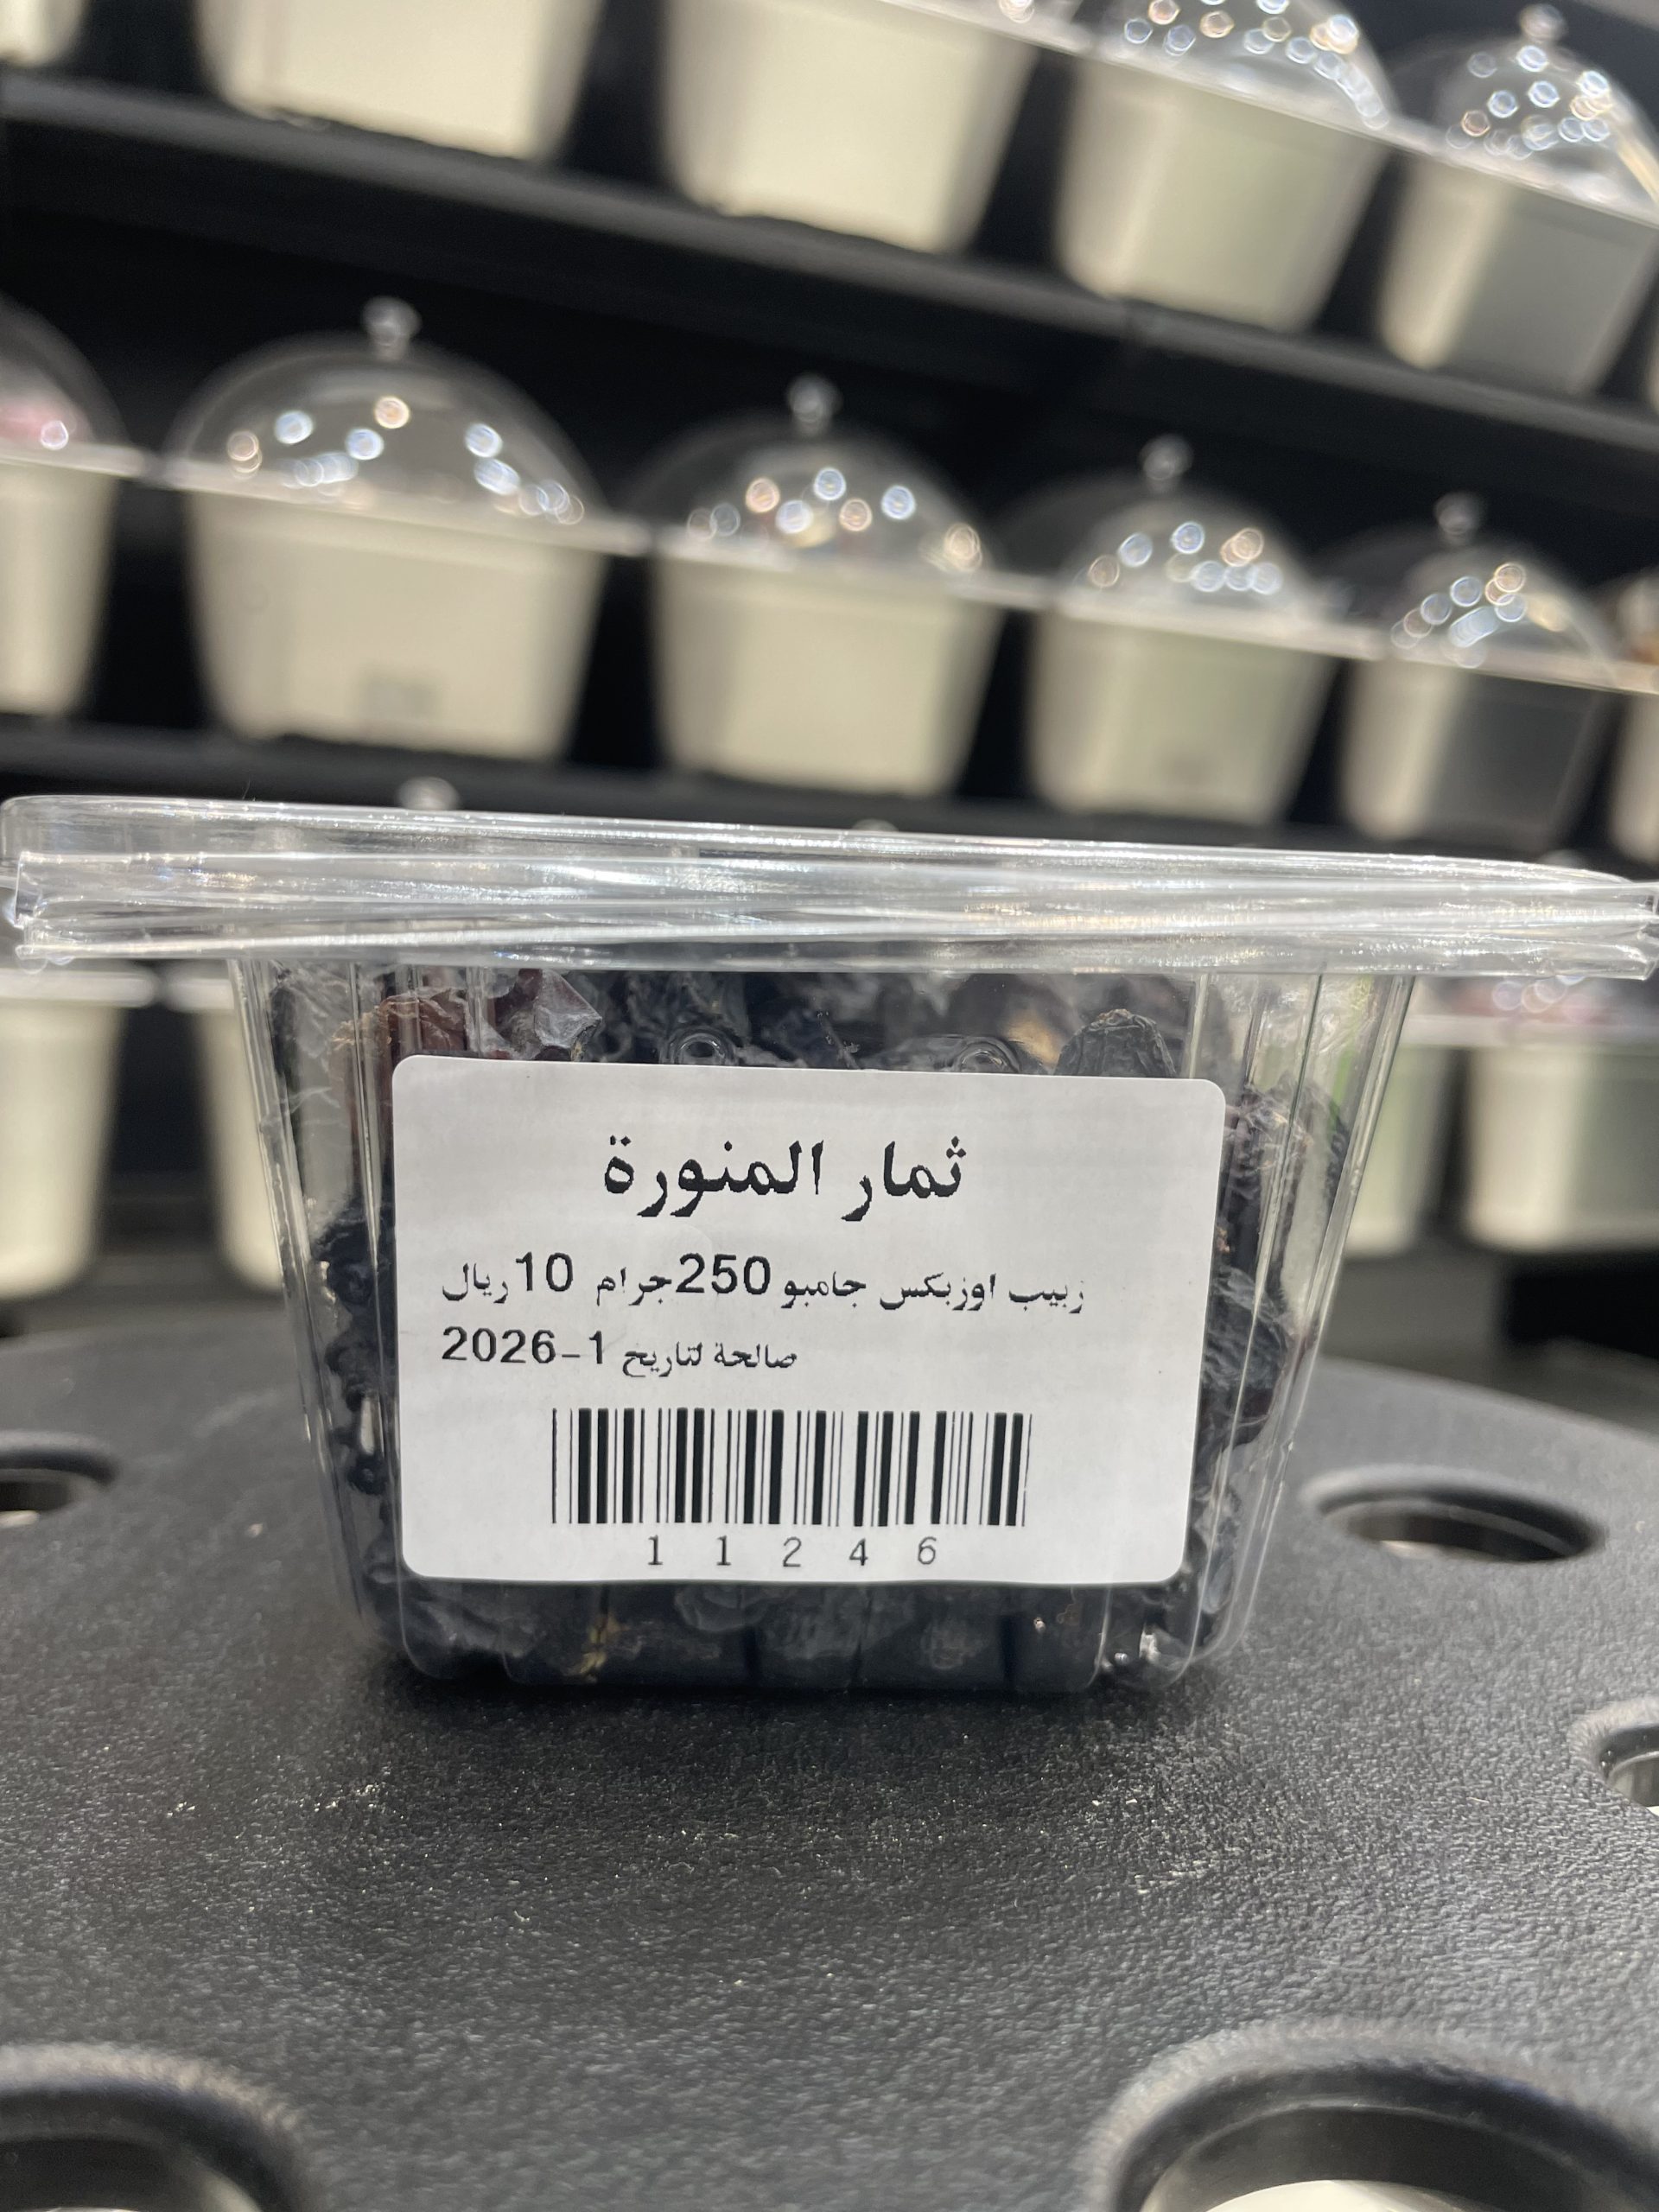 ثمار المنورة
زبيب اوزبكس جامبو 250جرام 10ريال
صالحة لتاريخ 1-2026
11246